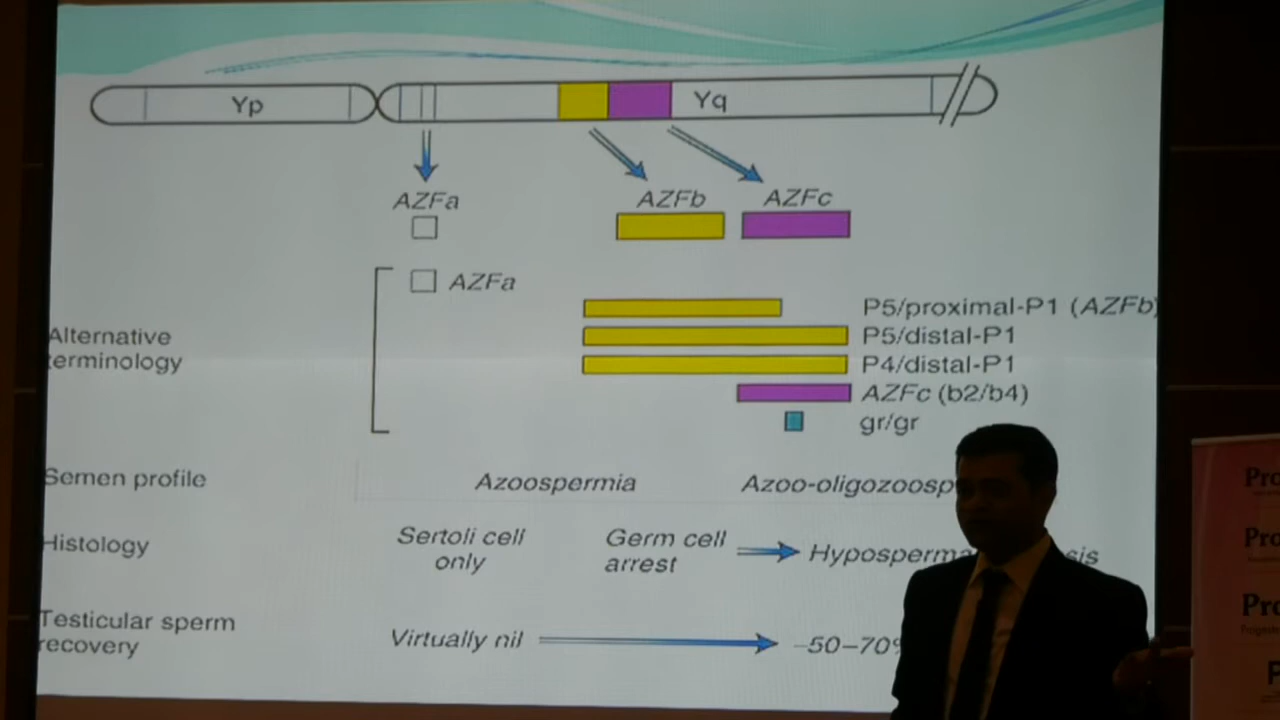 Yp
Yq
AZFa
AZFb
AZFc
AZFa
P5/proximal-P1 (AZFb)
P5/distal-P1
P4/distal-P1
AZFc (b2/b4)
gr/gr
Alternative
terminology
Semen profile
Azoospermia
Azoo-oligozoosp
Histology
Sertoli cell
only
Germ cell
arrest
Hyposperma sis
Testicular sperm
recovery
Virtually nil
~50–70%
Pro
Pro
Pro
P